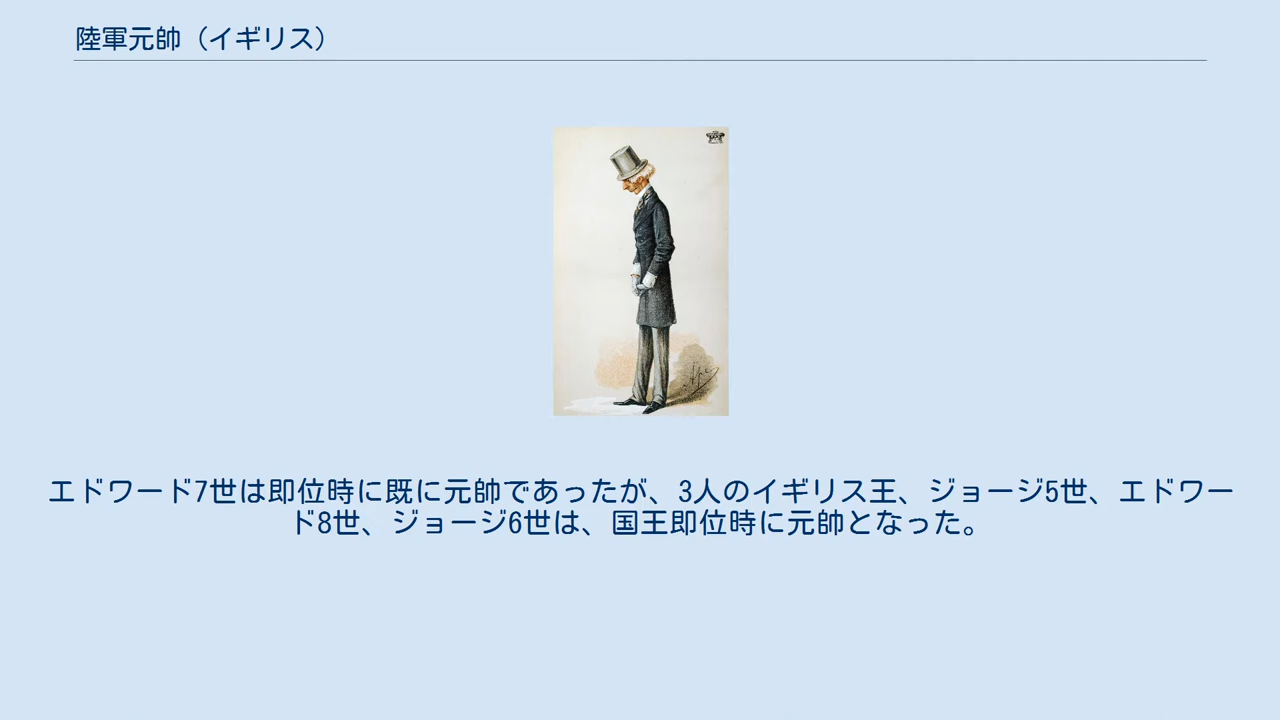 陸軍元帥（イギリス）
Ape
エドワード7世は即位時に既に元帥であったが、3人のイギリス王、ジョージ5世、エドワー
ド8世、ジョージ6世は、国王即位時に元帥となった。